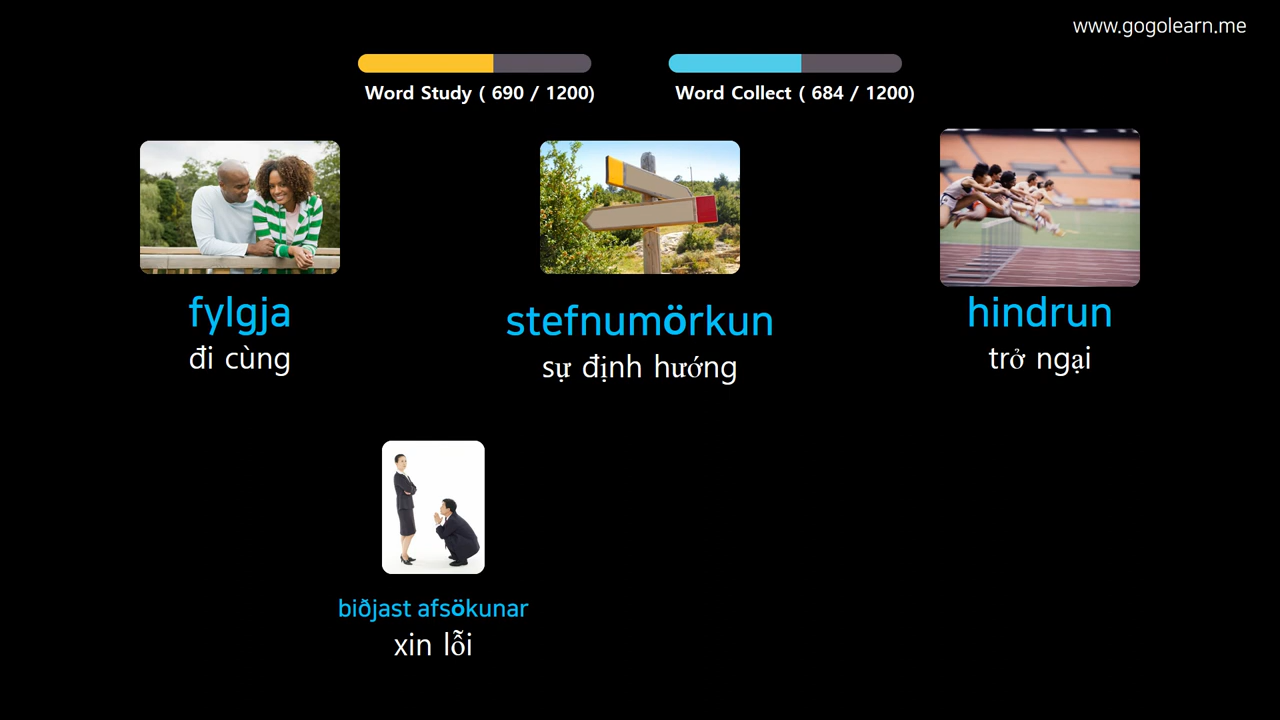 www.gogolearn.me
Word Study ( 690 / 1200)
Word Collect ( 684 / 1200)
fylgja
đi cùng
stefnumörkun
sự định hướng
hindrun
trở ngại
biðjast afsökunar
xin lỗi